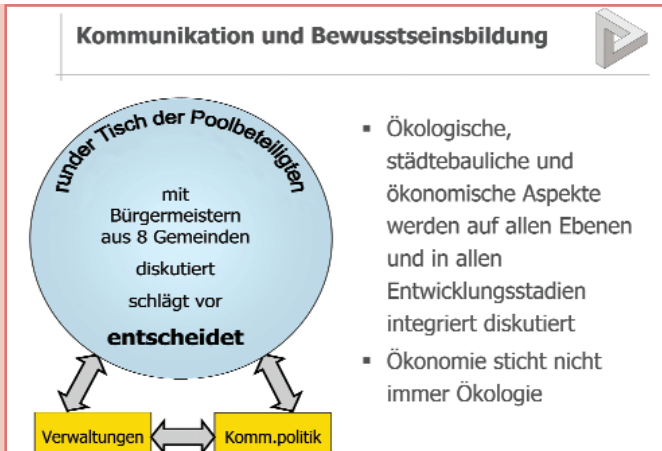 Kommunikation und Bewusstseinsbildung
runder Tisch der Poolbeteiligten
mit
Bürgermeistern
aus 8 Gemeinden
diskutiert
schlägt vor
entscheidet
Verwaltungen
Komm.politik
▪ Ökologische,
städtebauliche und
ökonomische Aspekte
werden auf allen Ebenen
und in allen
Entwicklungsstadien
integriert diskutiert
▪ Ökonomie sticht nicht
immer Ökologie